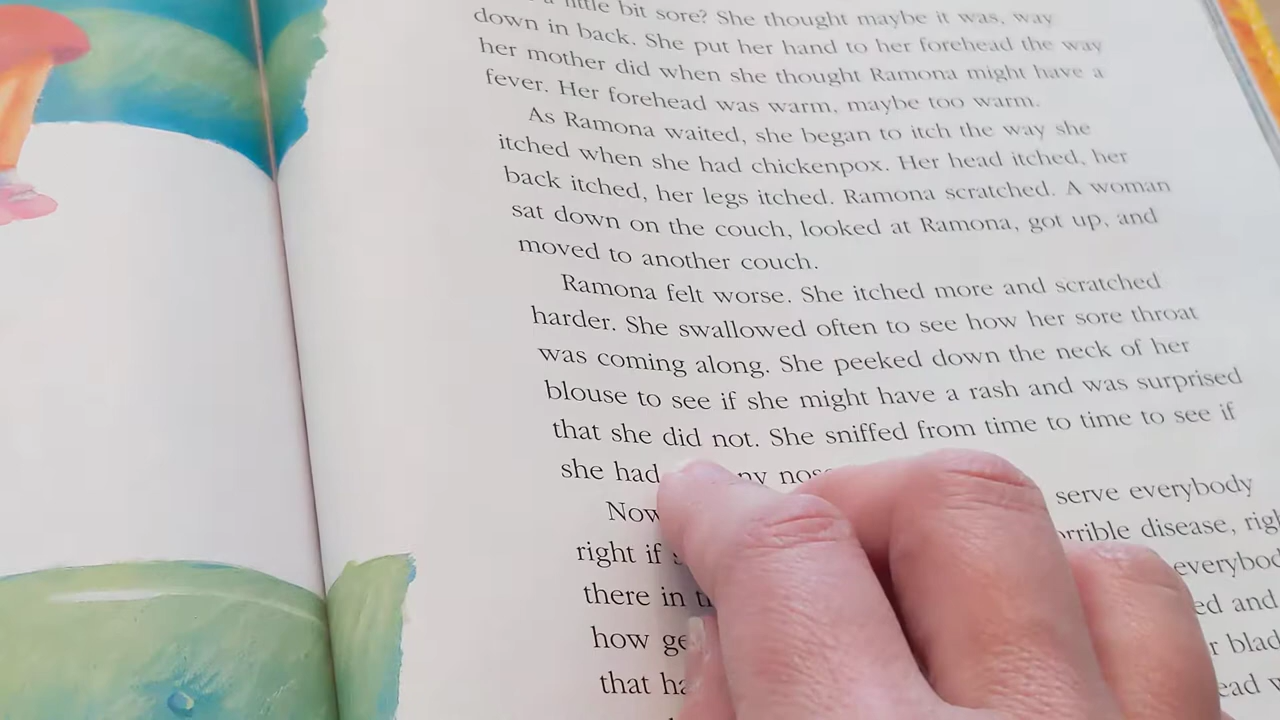 little bit sore? She thought maybe it was, way
down in back. She put her hand to her forehead the way
her mother did when she thought Ramona might have a
fever. Her forehead was warm, maybe too warm.
As Ramona waited, she began to itch the way she
itched when she had chickenpox. Her head itched, her
back itched, her legs itched. Ramona scratched. A woman
sat down on the couch, looked at Ramona, got up, and
moved to another couch.
Ramona felt worse. She itched more and scratched
harder. She swallowed often to see how her sore throat
was coming along. She peeked down the neck of her
blouse to see if she might have a rash and was surprised
that she did not. She sniffed from time to time to see if
she had
Now serve everybody
right if disease,
there in
how and
that